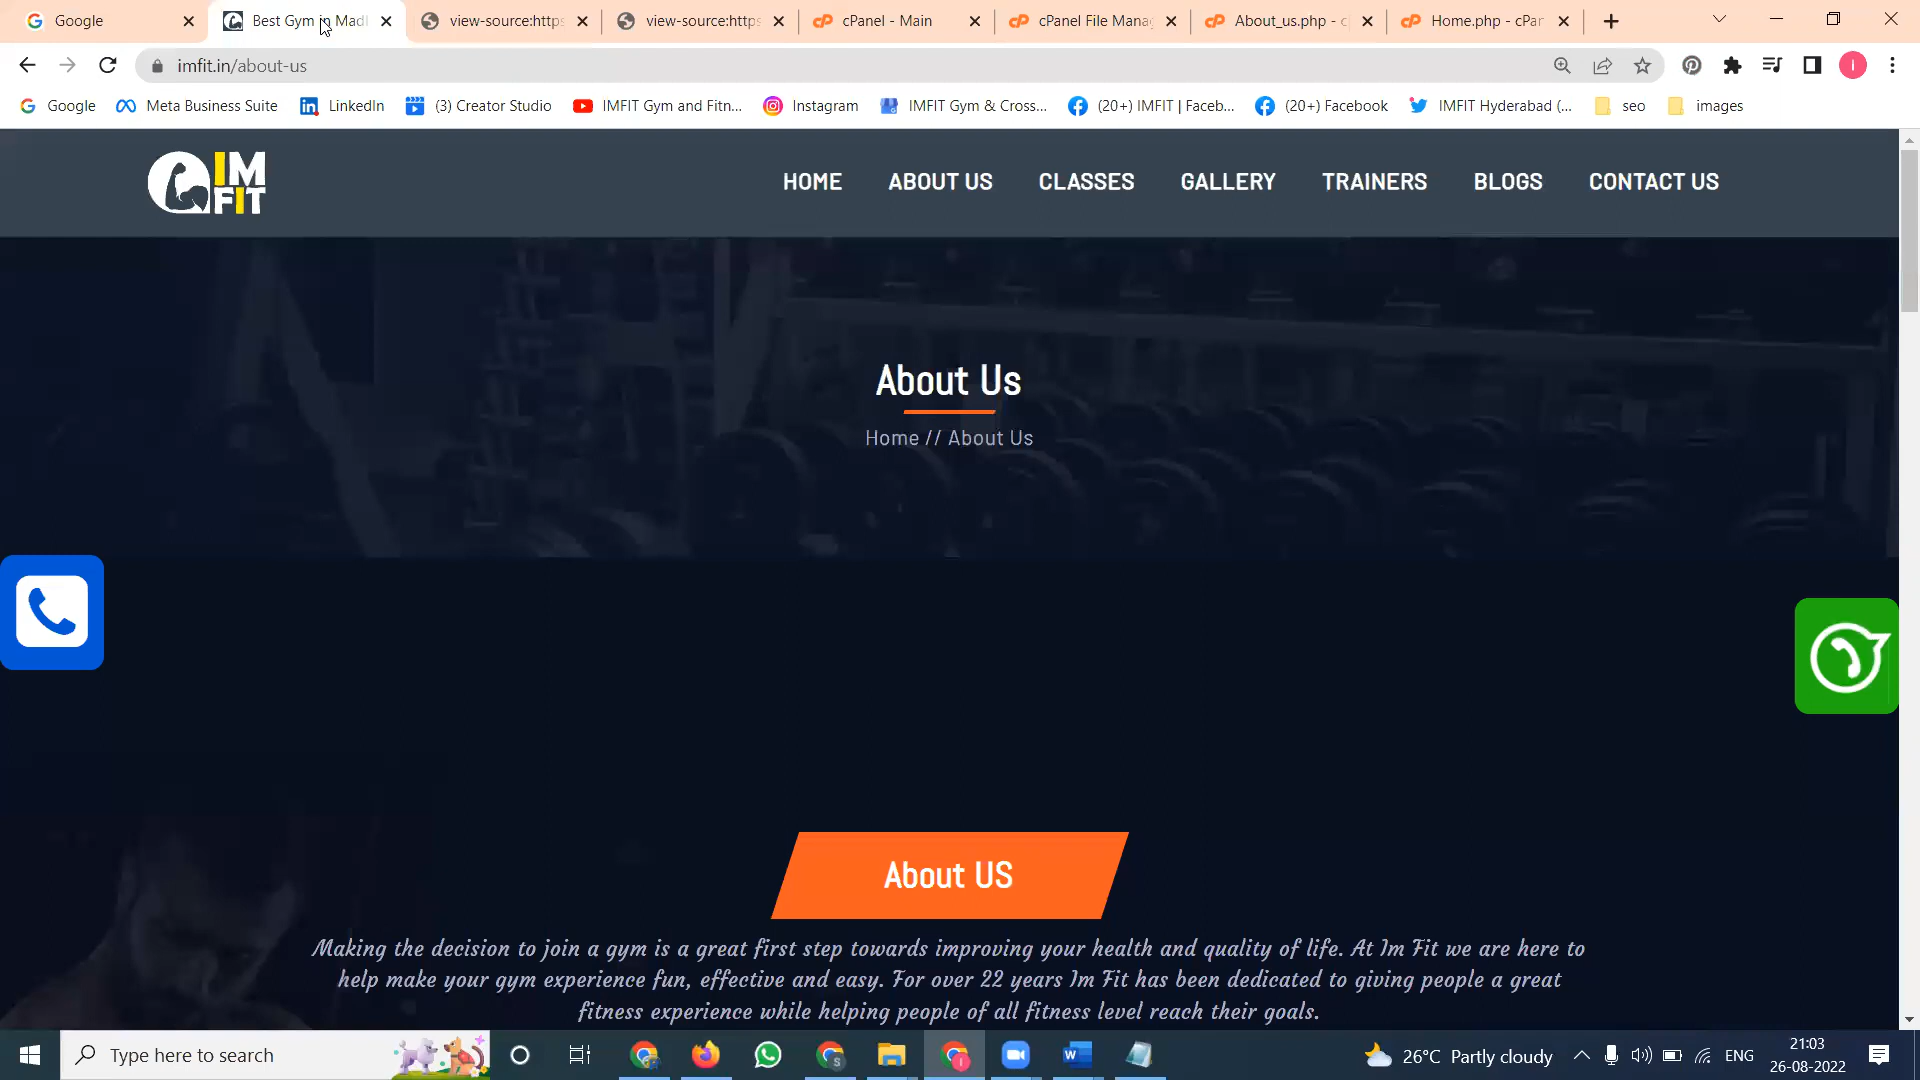 Google
Best Gym in Madh
view-source:https
view-source:https
cPanel - Main
cPanel File Manag
About_us.php - c
Home.php - cPan
imfit.in/about-us
I
Google
Meta Business Suite
LinkedIn
(3) Creator Studio
IMFIT Gym and Fitn...
Instagram
IMFIT Gym & Cross...
(20+) IMFIT | Faceb...
(20+) Facebook
IMFIT Hyderabad (...
seo
images
IM
FIT
HOME
ABOUT US
CLASSES
GALLERY
TRAINERS
BLOGS
CONTACT US
About Us
Home // About Us
About US
Making the decision to join a gym is a great first step towards improving your health and quality of life. At Im Fit we are here to
help make your gym experience fun, effective and easy. For over 22 years Im Fit has been dedicated to giving people a great
fitness experience while helping people of all fitness level reach their goals.
Type here to search
26°C Partly cloudy
ENG
21:03
26-08-2022